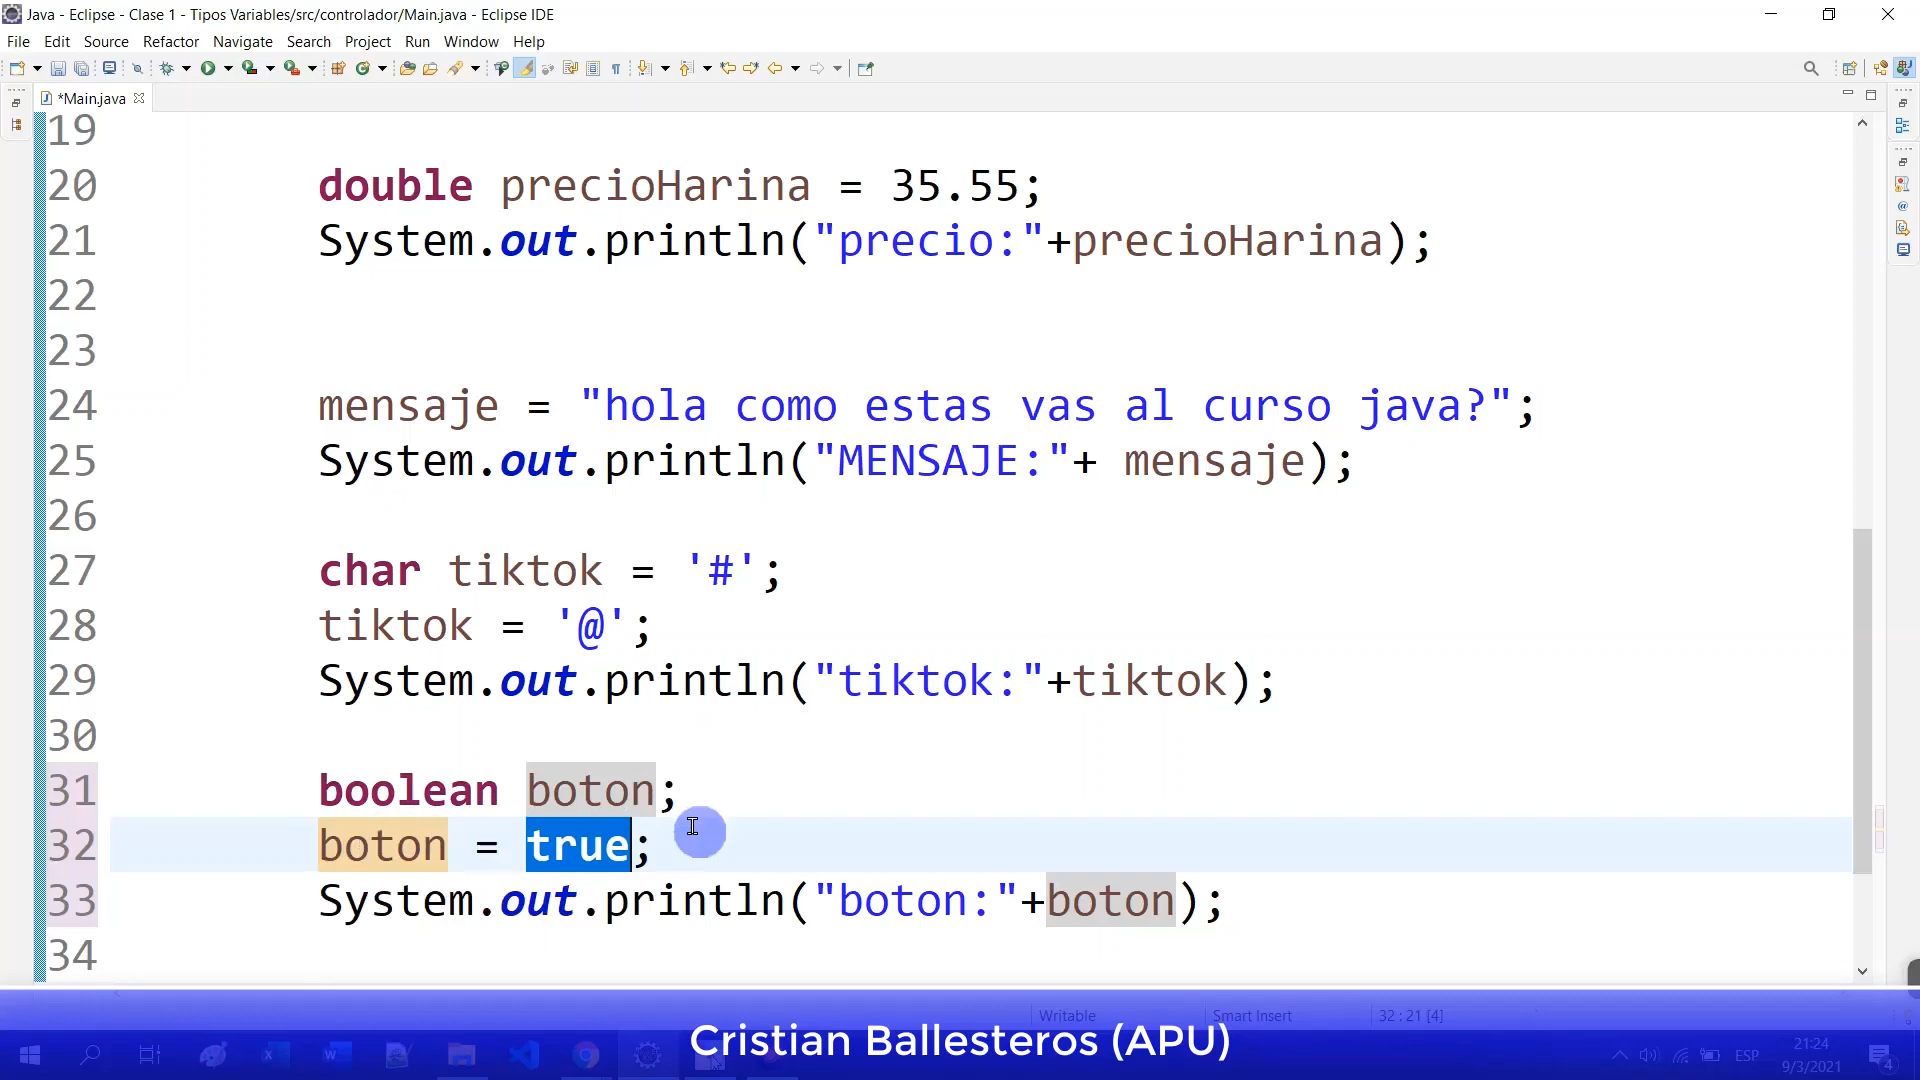 Java - Eclipse - Clase 1 - Tipos Variables/src/controlador/Main.java - Eclipse IDE
File Edit Source Refactor Navigate Search Project Run Window Help
*Main.java
19
20 double precioHarina = 35.55;
21 System.out.println("precio:"+precioHarina);
22
23
24 mensaje = "hola como estas vas al curso java?";
25 System.out.println("MENSAJE:"+ mensaje);
26
27 char tiktok = '#';
28 tiktok = '@';
29 System.out.println("tiktok:"+tiktok);
30
31 boolean boton;
32 boton = true;
33 System.out.println("boton:"+boton);
34
Writable Smart Insert 32 : 21 [4]
Cristian Ballesteros (APU)
ESP 21:24
9/3/2021
4